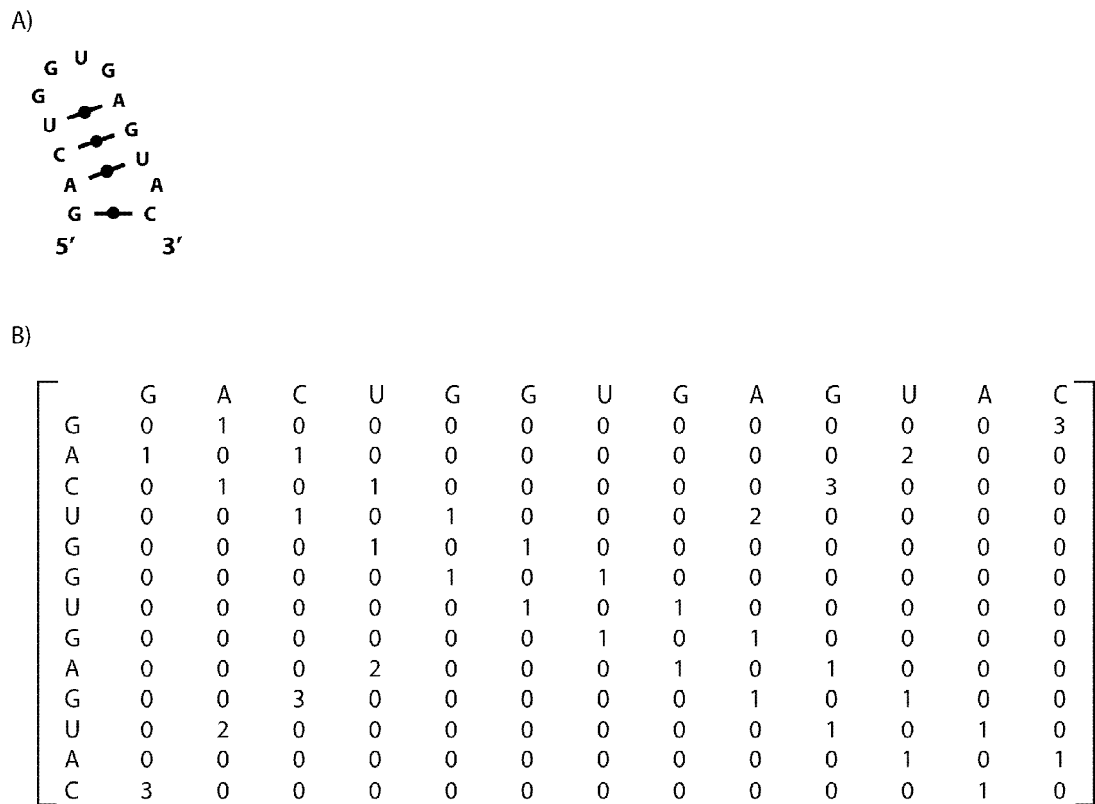 A)
U
G G
G A
U G
C U
A A
G C
5′ 3′
B)
G A C U G G U G A G U A C
G 0 1 0 0 0 0 0 0 0 0 0 0 3
A 1 0 1 0 0 0 0 0 0 0 2 0 0
C 0 1 0 1 0 0 0 0 0 3 0 0 0
U 0 0 1 0 1 0 0 0 2 0 0 0 0
G 0 0 0 1 0 1 0 0 0 0 0 0 0
G 0 0 0 0 1 0 1 0 0 0 0 0 0
U 0 0 0 0 0 1 0 1 0 0 0 0 0
G 0 0 0 0 0 0 1 0 1 0 0 0 0
A 0 0 0 2 0 0 0 1 0 1 0 0 0
G 0 0 3 0 0 0 0 0 1 0 1 0 0
U 0 2 0 0 0 0 0 0 0 1 0 1 0
A 0 0 0 0 0 0 0 0 0 0 1 0 1
C 3 0 0 0 0 0 0 0 0 0 0 1 0